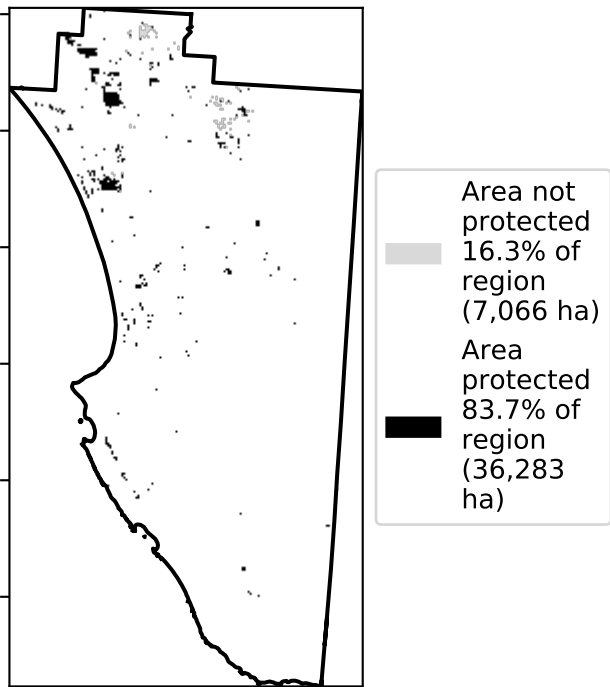 Area not
protected
16.3% of
region
(7,066 ha)
Area
protected
83.7% of
region
(36,283
ha)